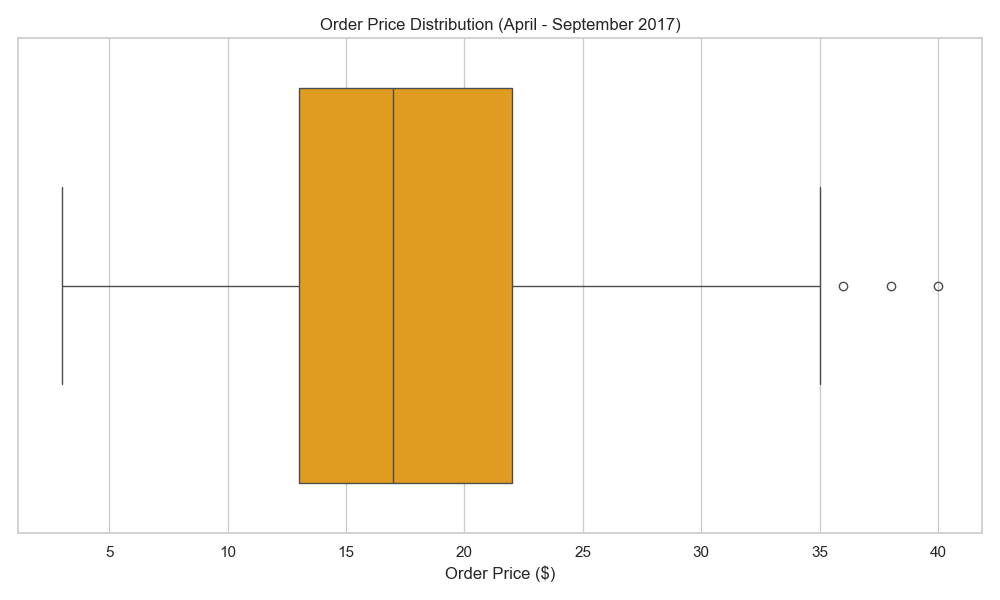 Order Price Distribution (April - September 2017)
5 10 15 20 25 30 35 40
Order Price ($)